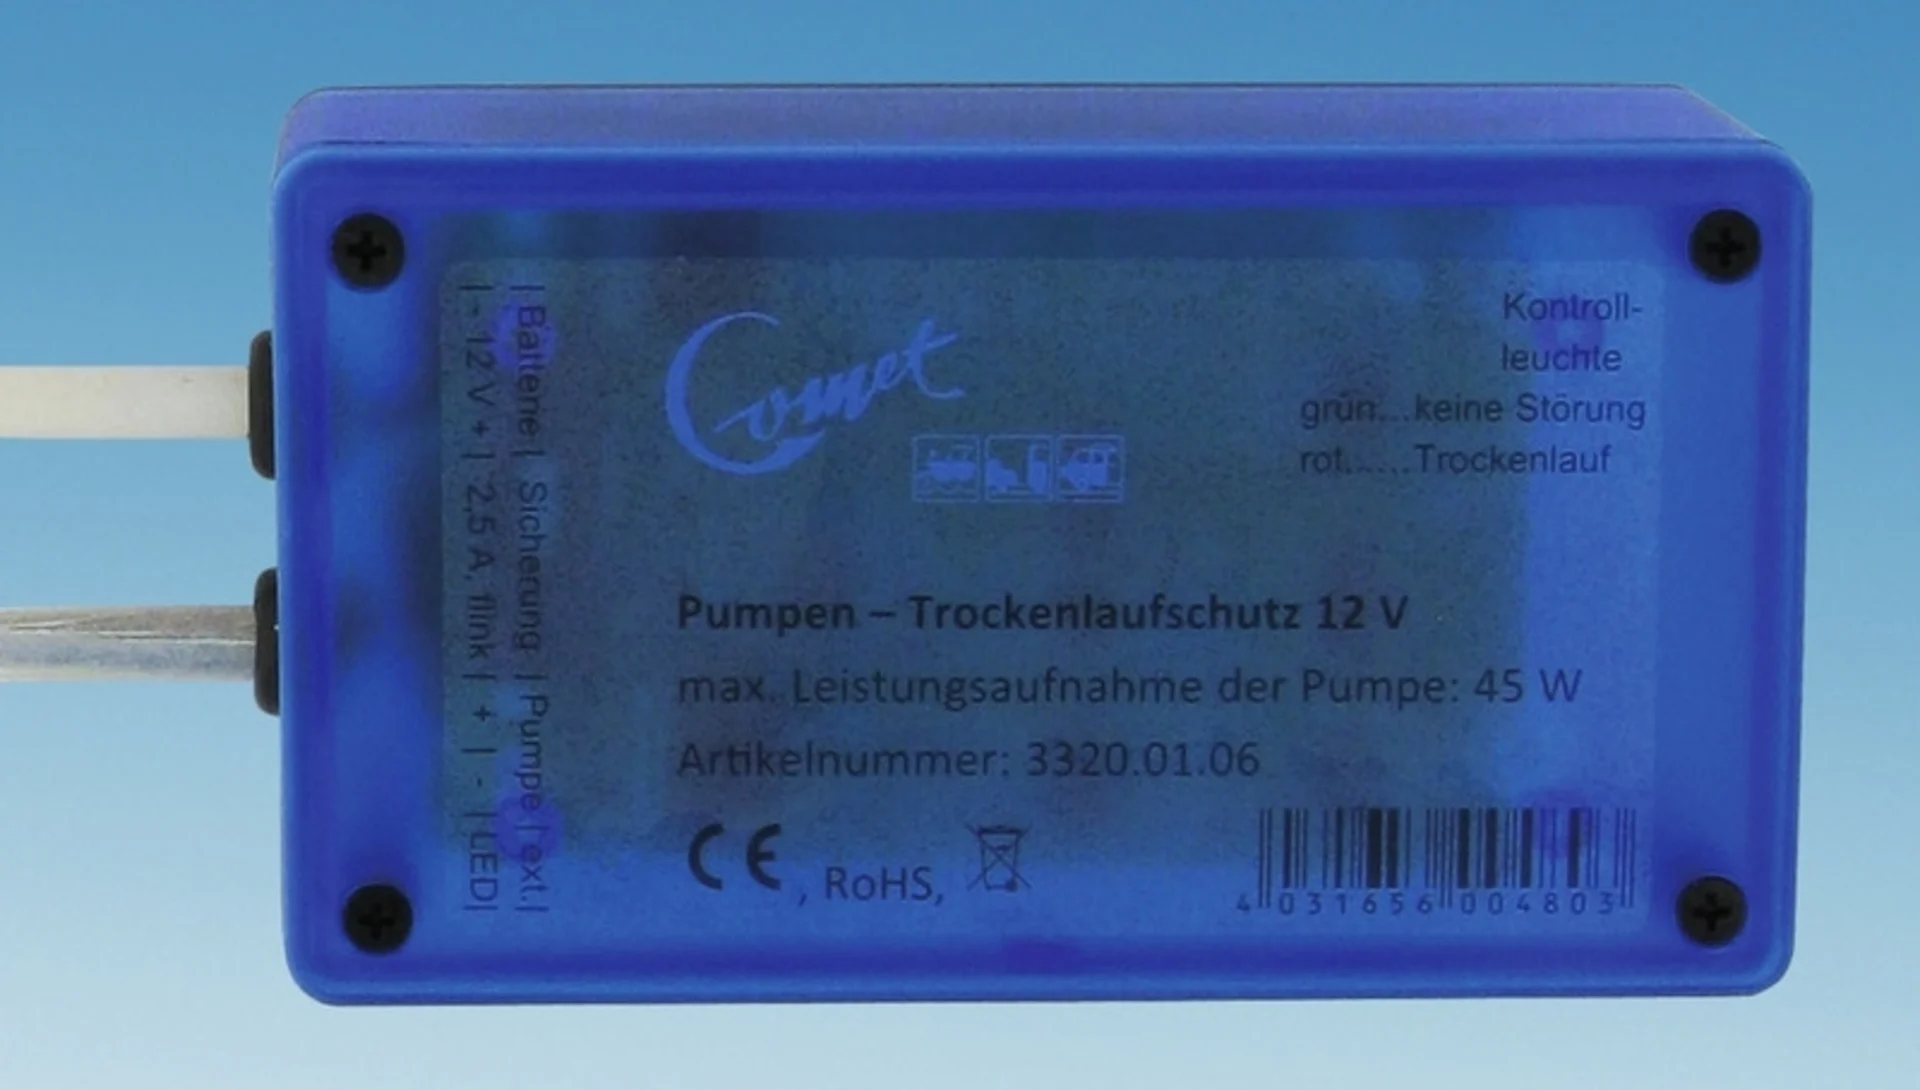 Comet
Kontroll-
leuchte
grün...keine Störung
rot......Trockenlauf
| Batterie | Sicherung | Pumpe | ext. |
| - 12 V + | 2,5 A, flink | + | - | LED |
Pumpen – Trockenlaufschutz 12 V
max. Leistungsaufnahme der Pumpe: 45 W
Artikelnummer: 3320.01.06
CE, RoHS,
4 031656 004803